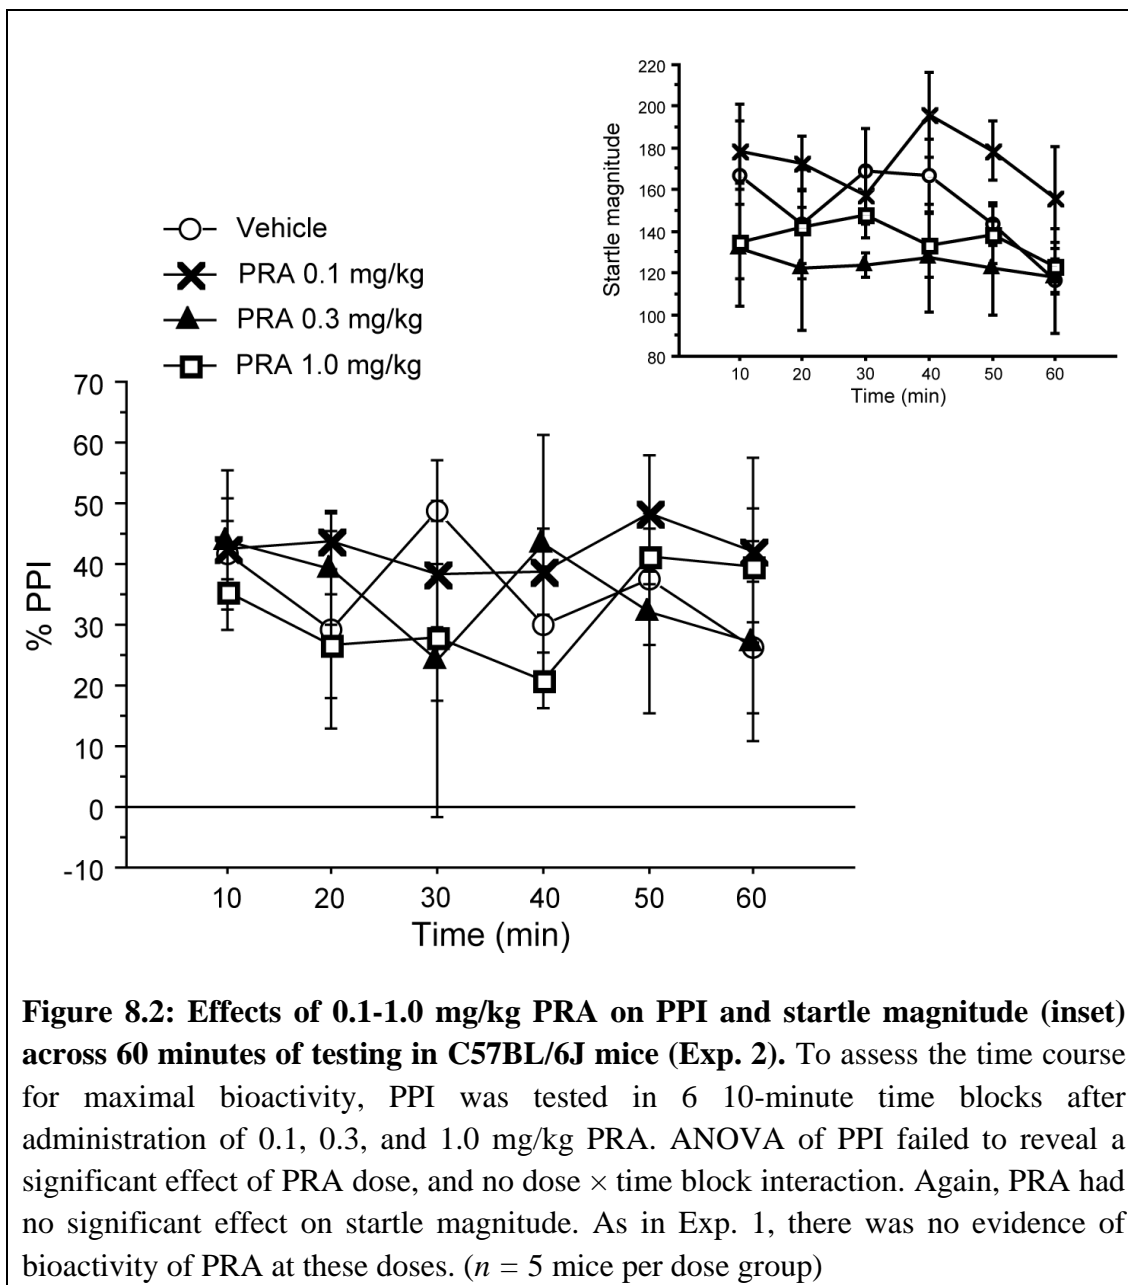 220
200
180
160
140
120
100
80
Startle magnitude
10 20 30 40 50 60
Time (min)
Vehicle
PRA 0.1 mg/kg
PRA 0.3 mg/kg
PRA 1.0 mg/kg
70
60
50
40
30
20
10
0
-10
% PPI
10 20 30 40 50 60
Time (min)
Figure 8.2: Effects of 0.1-1.0 mg/kg PRA on PPI and startle magnitude (inset)
across 60 minutes of testing in C57BL/6J mice (Exp. 2). To assess the time course
for maximal bioactivity, PPI was tested in 6 10-minute time blocks after
administration of 0.1, 0.3, and 1.0 mg/kg PRA. ANOVA of PPI failed to reveal a
significant effect of PRA dose, and no dose × time block interaction. Again, PRA had
no significant effect on startle magnitude. As in Exp. 1, there was no evidence of
bioactivity of PRA at these doses. (n = 5 mice per dose group)